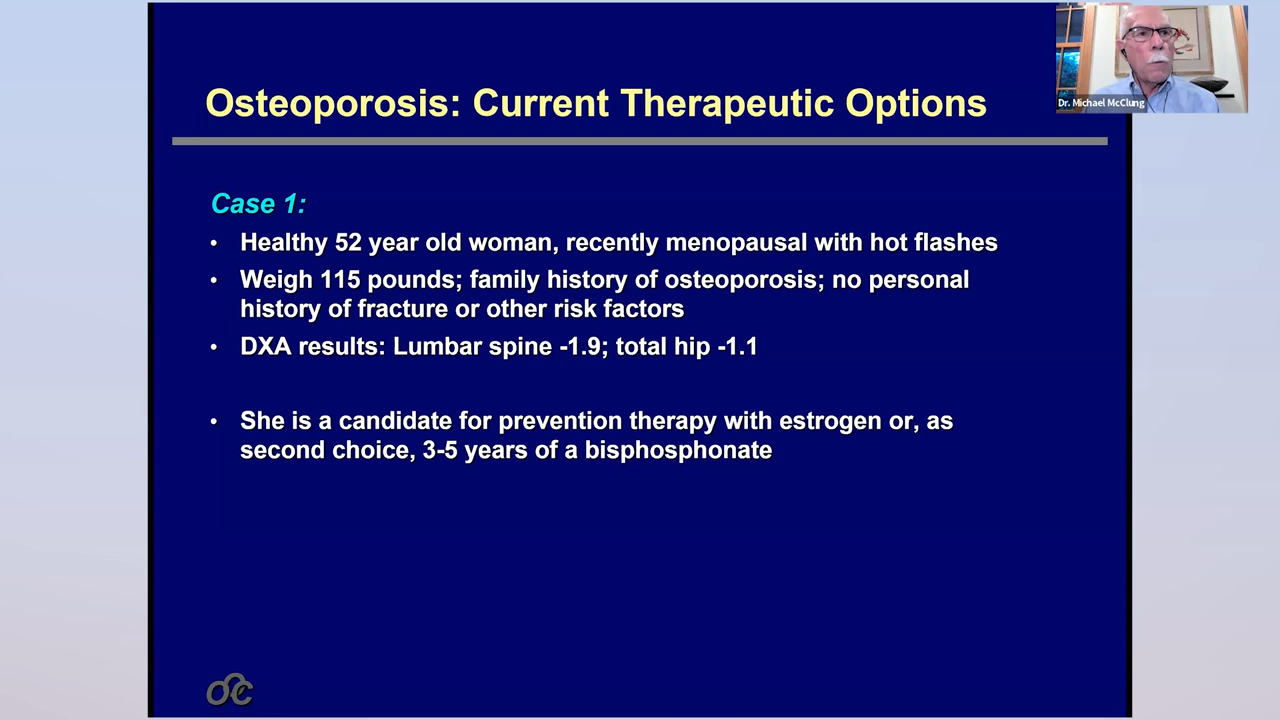 Dr. Michael McClung
Osteoporosis: Current Therapeutic Options
Case 1:
• Healthy 52 year old woman, recently menopausal with hot flashes
• Weigh 115 pounds; family history of osteoporosis; no personal
history of fracture or other risk factors
• DXA results: Lumbar spine -1.9; total hip -1.1
• She is a candidate for prevention therapy with estrogen or, as
second choice, 3-5 years of a bisphosphonate